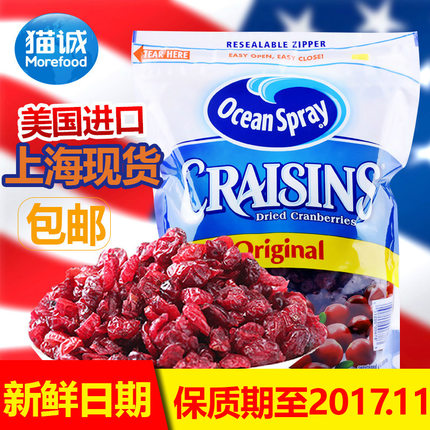 猫诚
Morefood
美国进口
上海现货
包邮
RESEALABLE ZIPPER
TEAR HERE
EASY OPEN, EASY CLOSE!
Ocean Spray
CRAISINS
Dried Cranberries
Original
新鲜日期
保质期至2017.11